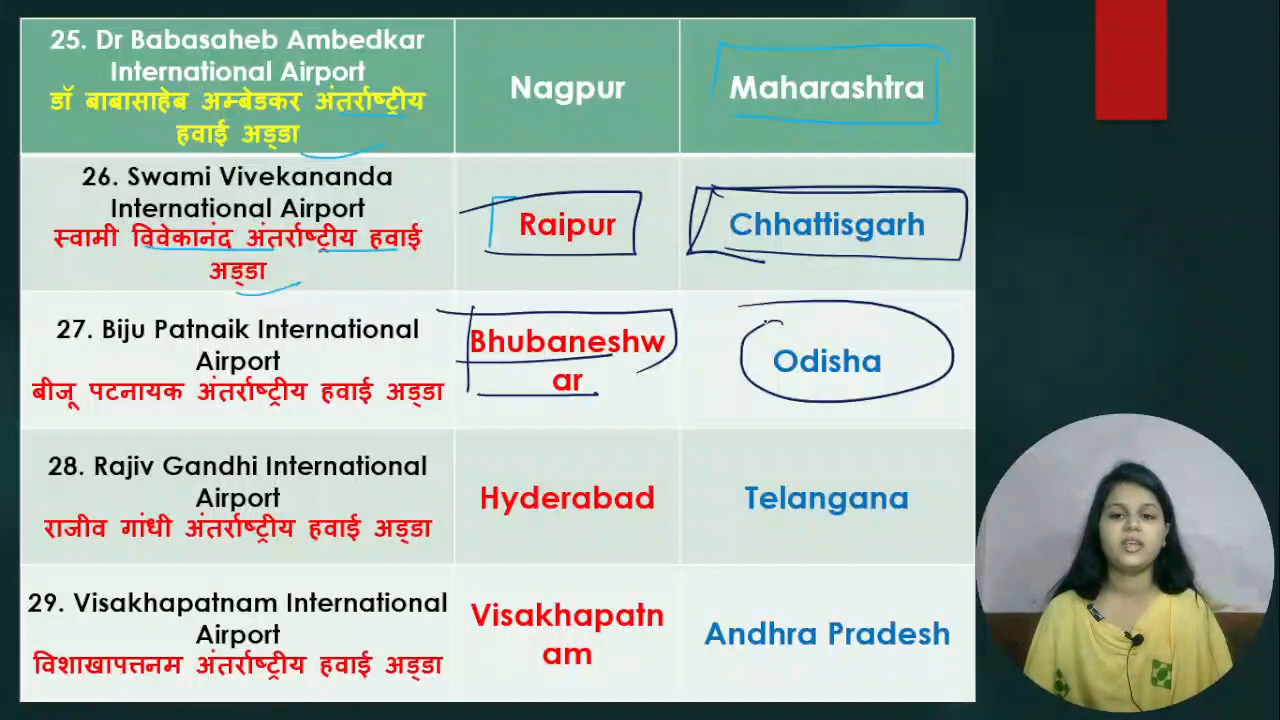 25. Dr Babasaheb Ambedkar
International Airport
डॉ बाबासाहेब अम्बेडकर अंतर्राष्ट्रीय
हवाई अड्डा
Nagpur
Maharashtra
26. Swami Vivekananda
International Airport
स्वामी विवेकानंद अंतर्राष्ट्रीय हवाई
अड्डा
Raipur
Chhattisgarh
27. Biju Patnaik International
Airport
बीजू पटनायक अंतर्राष्ट्रीय हवाई अड्डा
Bhubaneshw
ar
Odisha
28. Rajiv Gandhi International
Airport
राजीव गांधी अंतर्राष्ट्रीय हवाई अड्डा
Hyderabad
Telangana
29. Visakhapatnam International
Airport
विशाखापत्तनम अंतर्राष्ट्रीय हवाई अड्डा
Visakhapatn
am
Andhra Pradesh